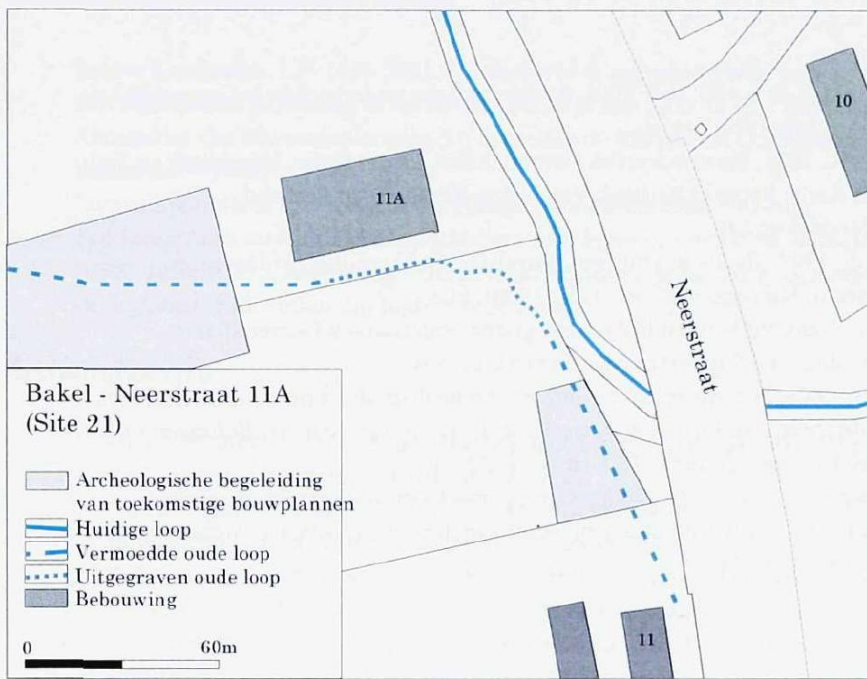 10
11A
Neerstraat
Bakel - Neerstraat 11A
(Site 21)
Archeologische begeleiding
van toekomstige bouwplannen
Huidige loop
Vermoedde oude loop
Uitgegraven oude loop
Bebouwing
0 60m
11